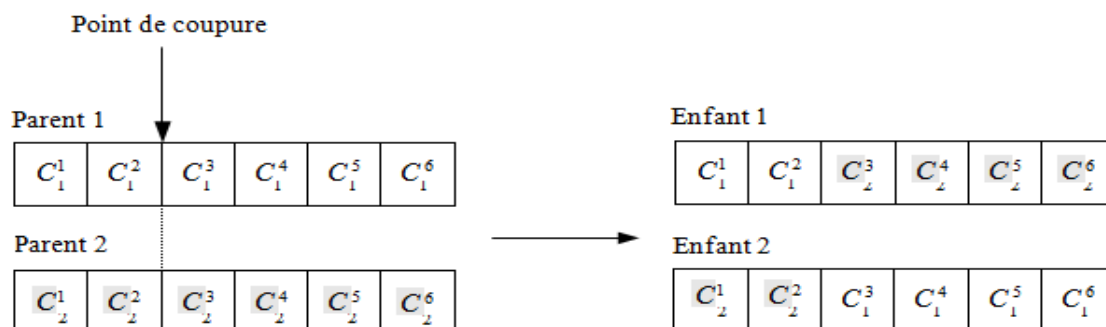 Point de coupure
Parent 1
C₁¹ C₁² C₁³ C₁⁴ C₁⁵ C₁⁶
Parent 2
C₂¹ C₂² C₂³ C₂⁴ C₂⁵ C₂⁶
Enfant 1
C₁¹ C₁² C₂³ C₂⁴ C₂⁵ C₂⁶
Enfant 2
C₂¹ C₂² C₁³ C₁⁴ C₁⁵ C₁⁶